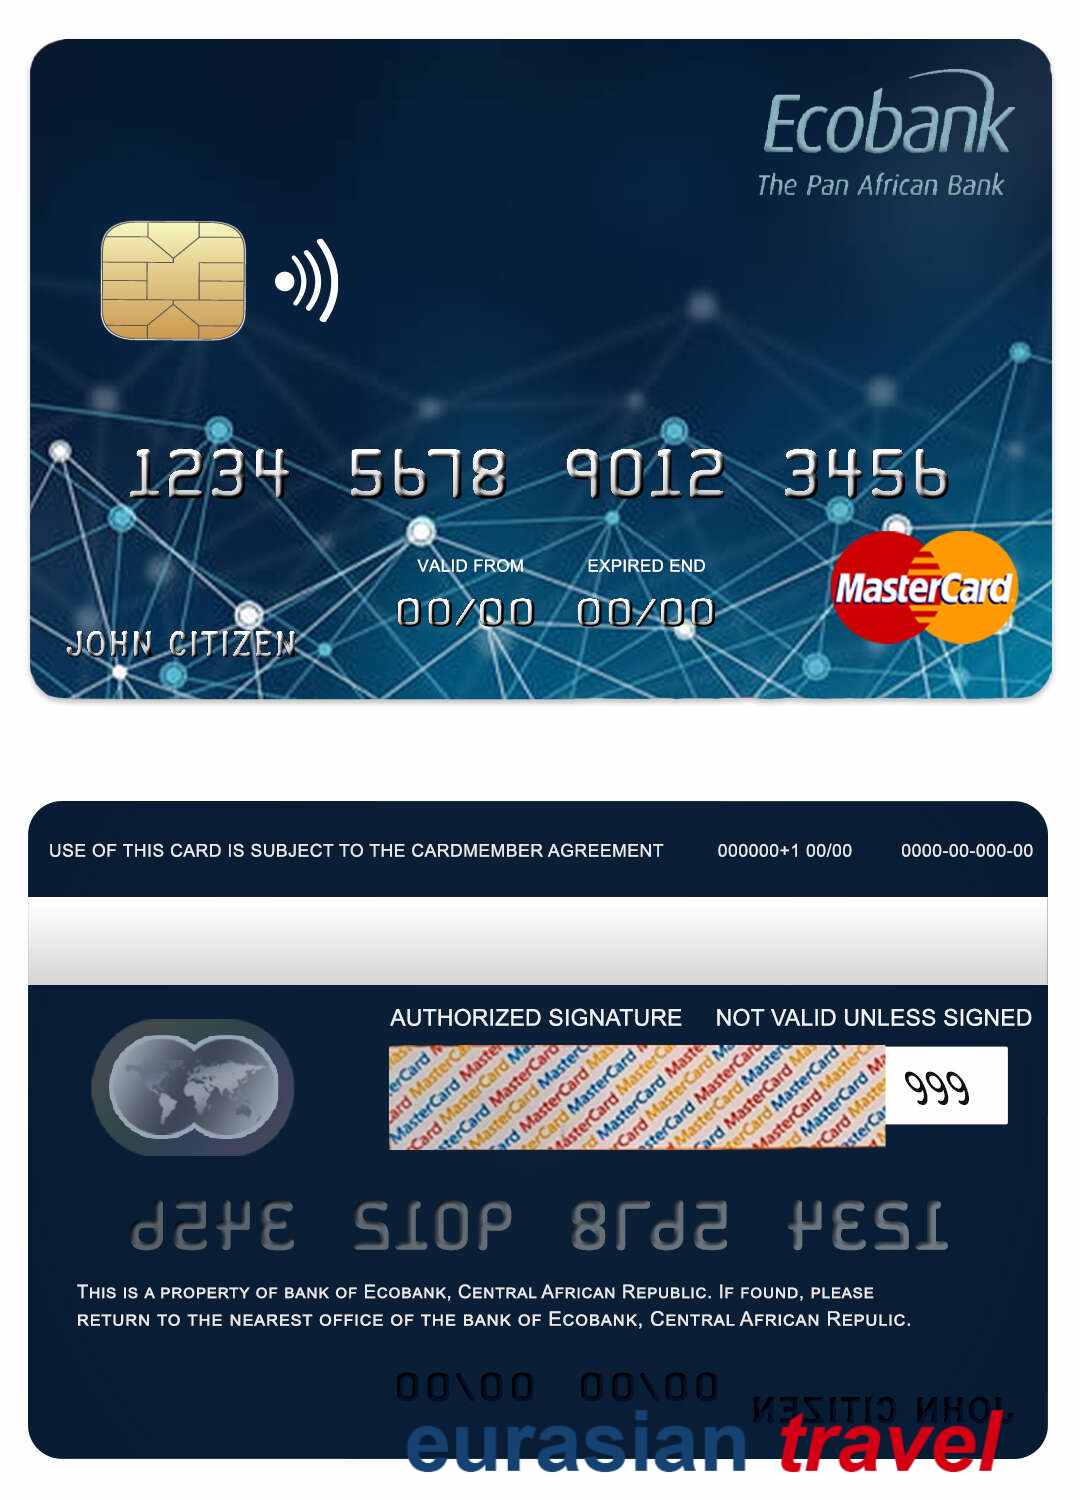 Ecobank
The Pan African Bank
1234 5678 9012 3456
VALID FROM EXPIRED END
00/00 00/00
JOHN CITIZEN
MasterCard
USE OF THIS CARD IS SUBJECT TO THE CARDMEMBER AGREEMENT 000000+1 00/00 0000-00-000-00
AUTHORIZED SIGNATURE NOT VALID UNLESS SIGNED
MasterCard MasterCard MasterCard MasterCard
999
1234 5678 9012 3456
THIS IS A PROPERTY OF BANK OF ECOBANK, CENTRAL AFRICAN REPUBLIC. IF FOUND, PLEASE
RETURN TO THE NEAREST OFFICE OF THE BANK OF ECOBANK, CENTRAL AFRICAN REPULIC.
00/00 00/00
JOHN CITIZEN
eurasian travel